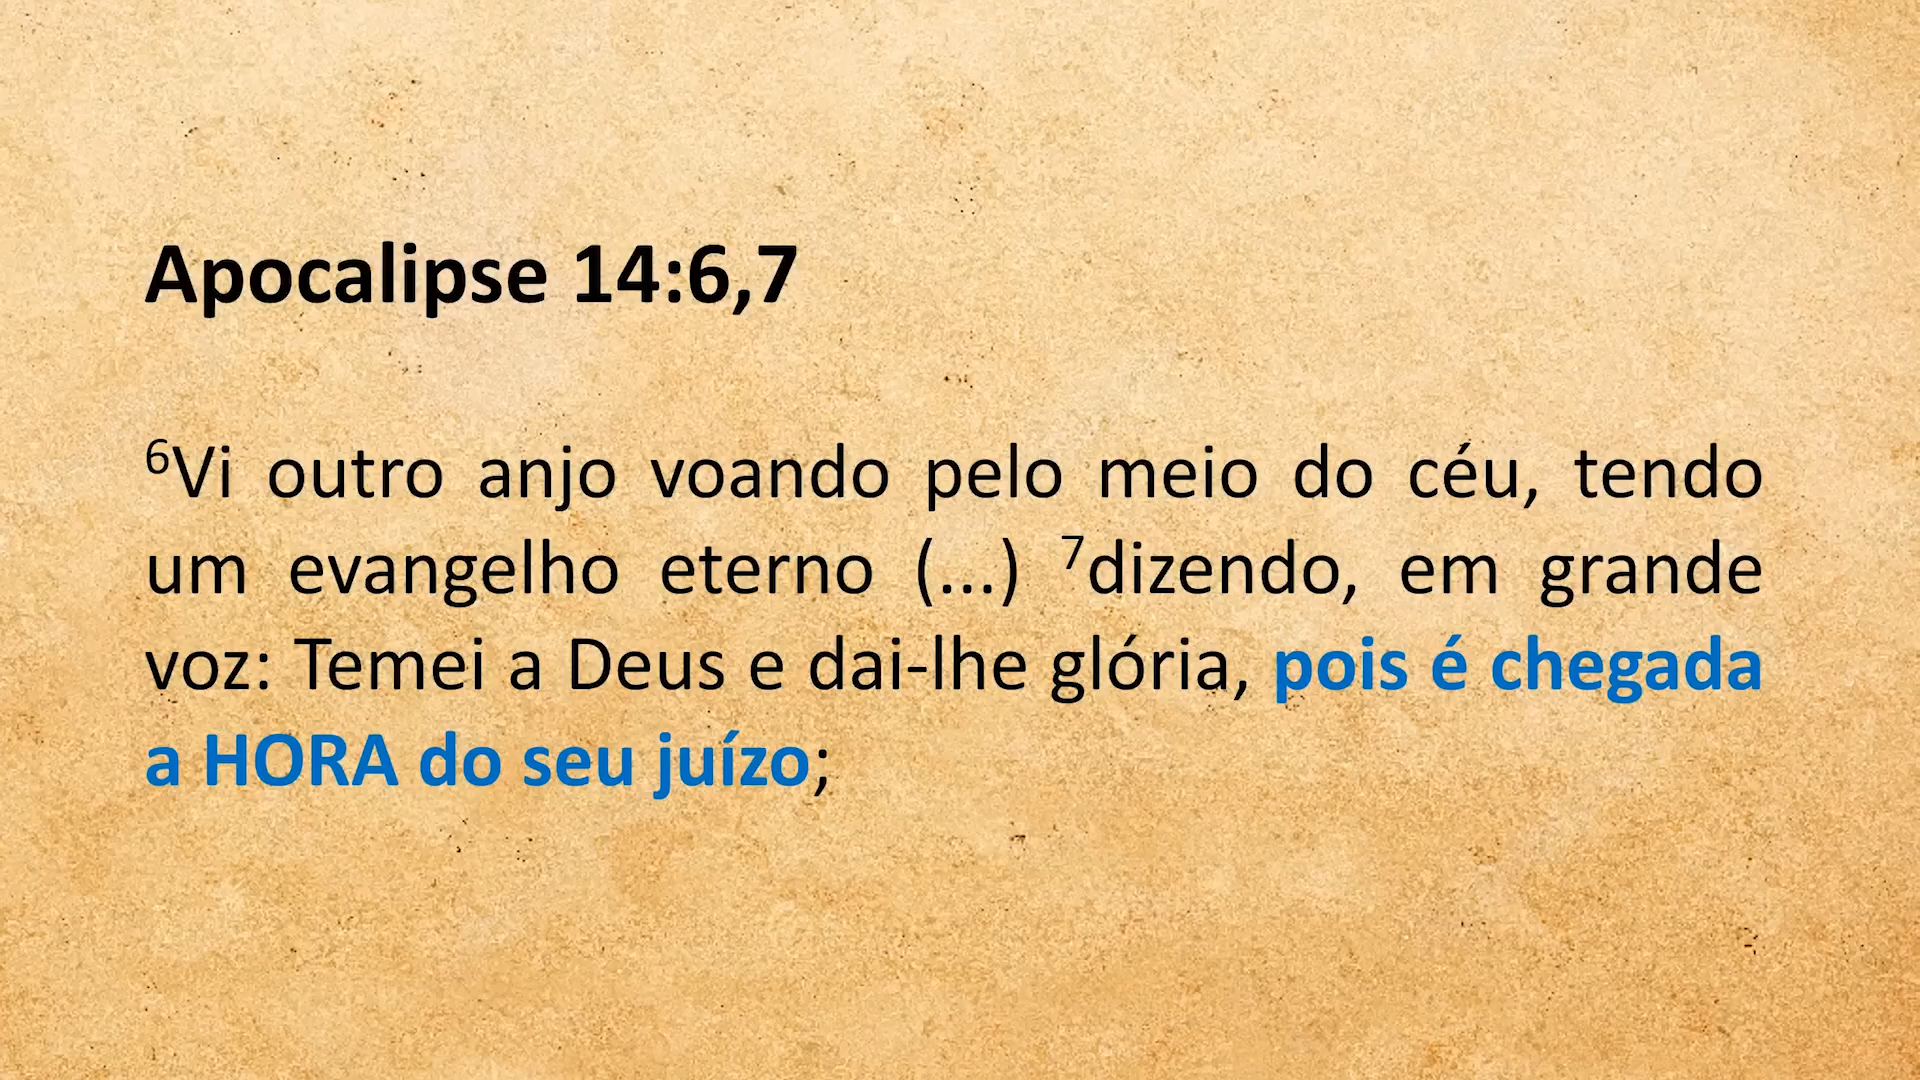 Apocalipse 14:6,7
⁶Vi outro anjo voando pelo meio do céu, tendo
um evangelho eterno (...) ⁷dizendo, em grande
voz: Temei a Deus e dai-lhe glória, pois é chegada
a HORA do seu juízo;